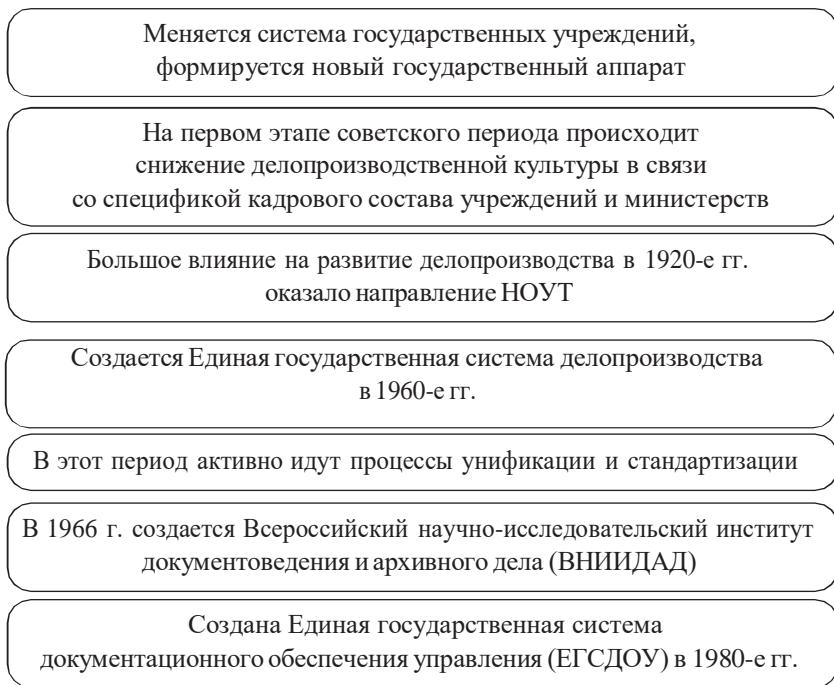 Меняется система государственных учреждений,
формируется новый государственный аппарат
На первом этапе советского периода происходит
снижение делопроизводственной культуры в связи
со спецификой кадрового состава учреждений и министерств
Большое влияние на развитие делопроизводства в 1920-е гг.
оказало направление НОУТ
Создается Единая государственная система делопроизводства
в 1960-е гг.
В этот период активно идут процессы унификации и стандартизации
В 1966 г. создается Всероссийский научно-исследовательский институт
документоведения и архивного дела (ВНИИДАД)
Создана Единая государственная система
документационного обеспечения управления (ЕГСДОУ) в 1980-е гг.